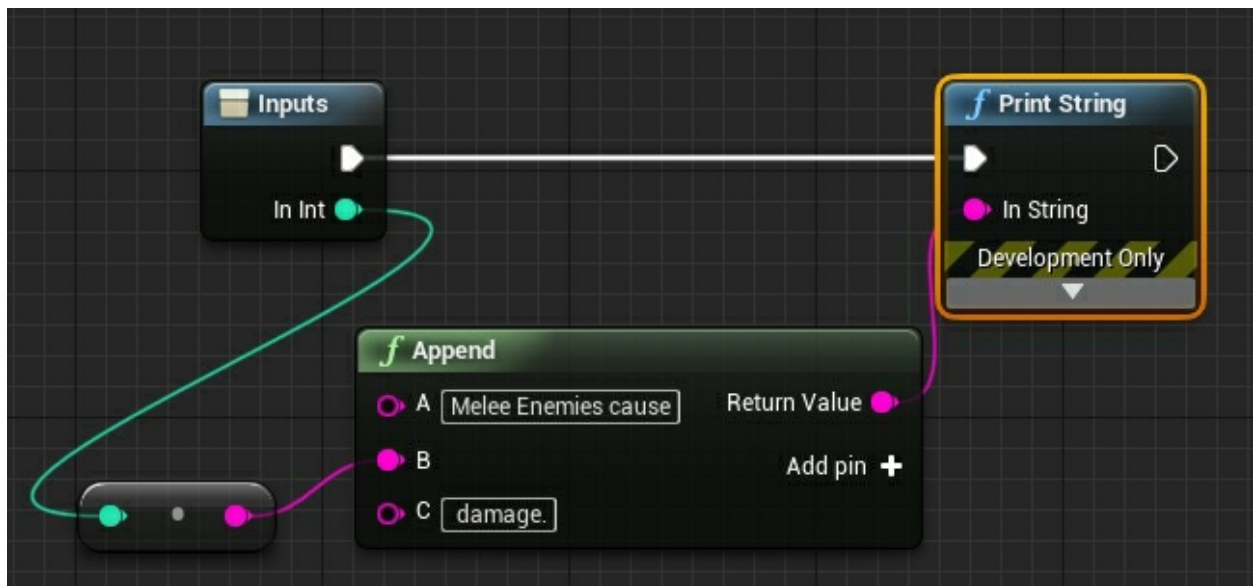 Inputs
In Int
f Print String
In String
Development Only
f Append
A Melee Enemies cause
Return Value
B
Add pin
C damage.